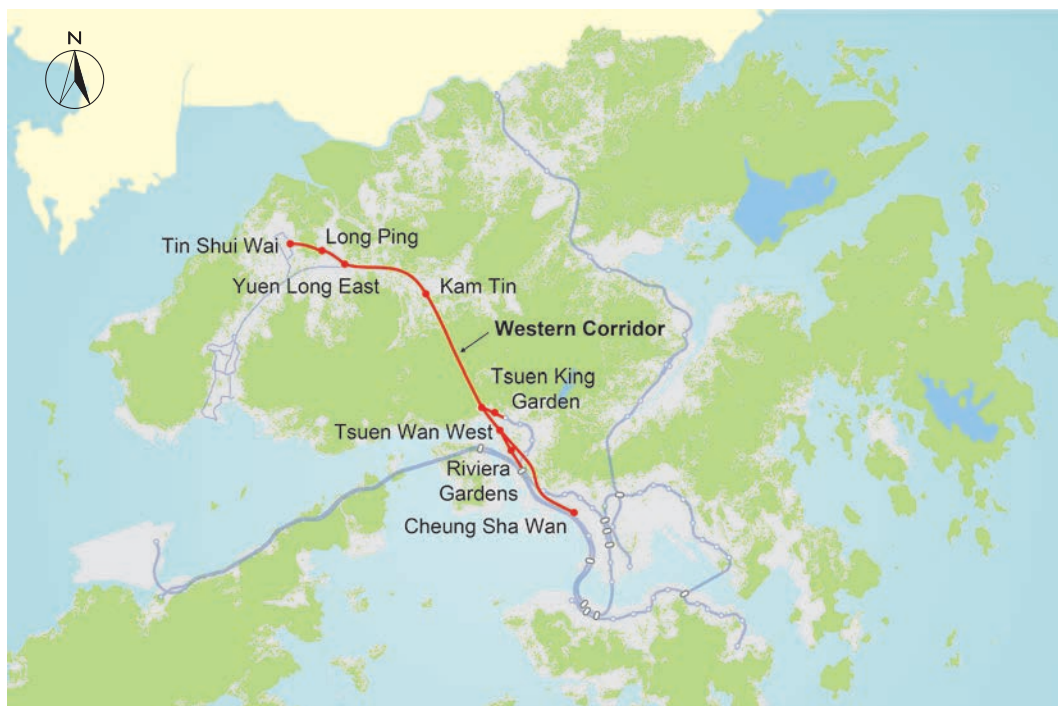 N
Tin Shui Wai
Long Ping
Yuen Long East
Kam Tin
Western Corridor
Tsuen King
Garden
Tsuen Wan West
Riviera
Gardens
Cheung Sha Wan